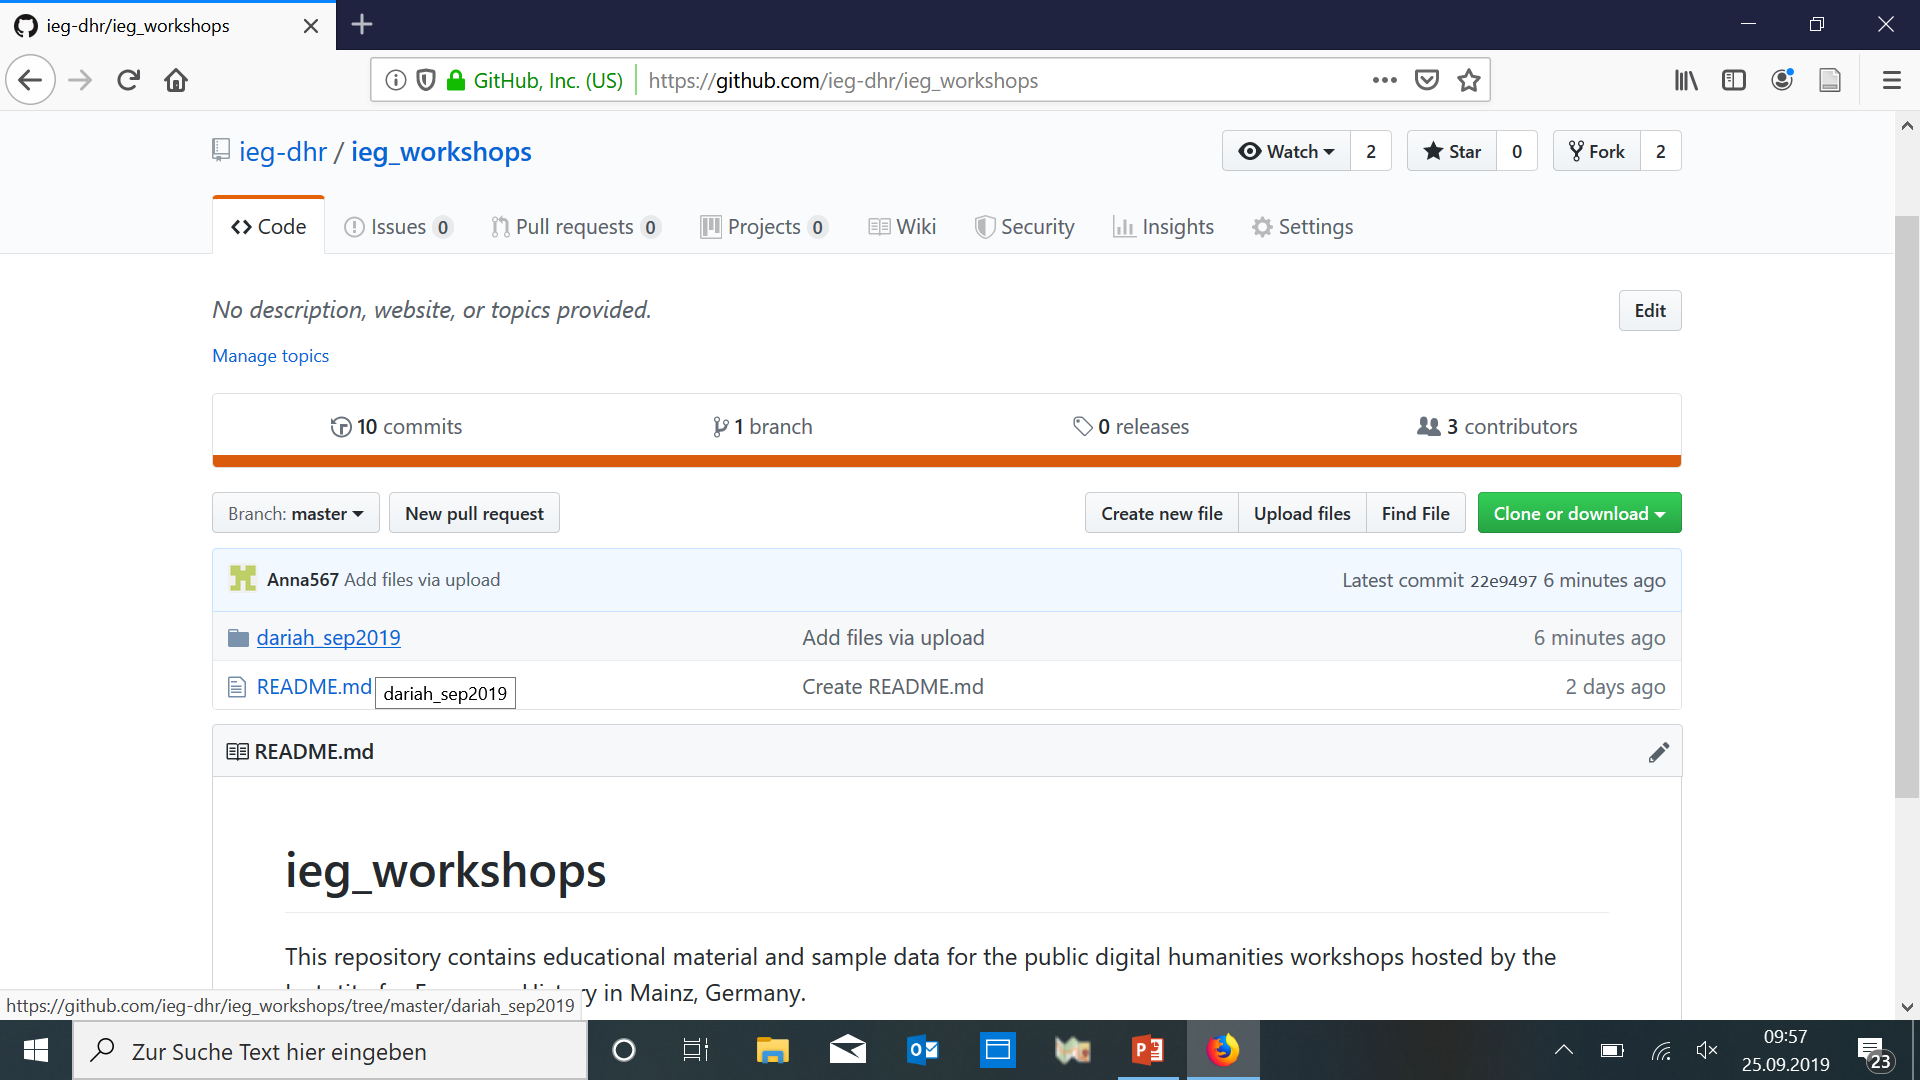 ieg-dhr/ieg_workshops
GitHub, Inc. (US) https://github.com/ieg-dhr/ieg_workshops
ieg-dhr / ieg_workshops
Watch 2 Star 0 Fork 2
Code Issues 0 Pull requests 0 Projects 0 Wiki Security Insights Settings
No description, website, or topics provided. Edit
Manage topics
10 commits 1 branch 0 releases 3 contributors
Branch: master New pull request Create new file Upload files Find File Clone or download
Anna567 Add files via upload Latest commit 22e9497 6 minutes ago
dariah_sep2019 Add files via upload 6 minutes ago
README.md dariah_sep2019 Create README.md 2 days ago
README.md
ieg_workshops
This repository contains educational material and sample data for the public digital humanities workshops hosted by the
in Mainz, Germany.
https://github.com/ieg-dhr/ieg_workshops/tree/master/dariah_sep2019
Zur Suche Text hier eingeben
09:57
25.09.2019
23